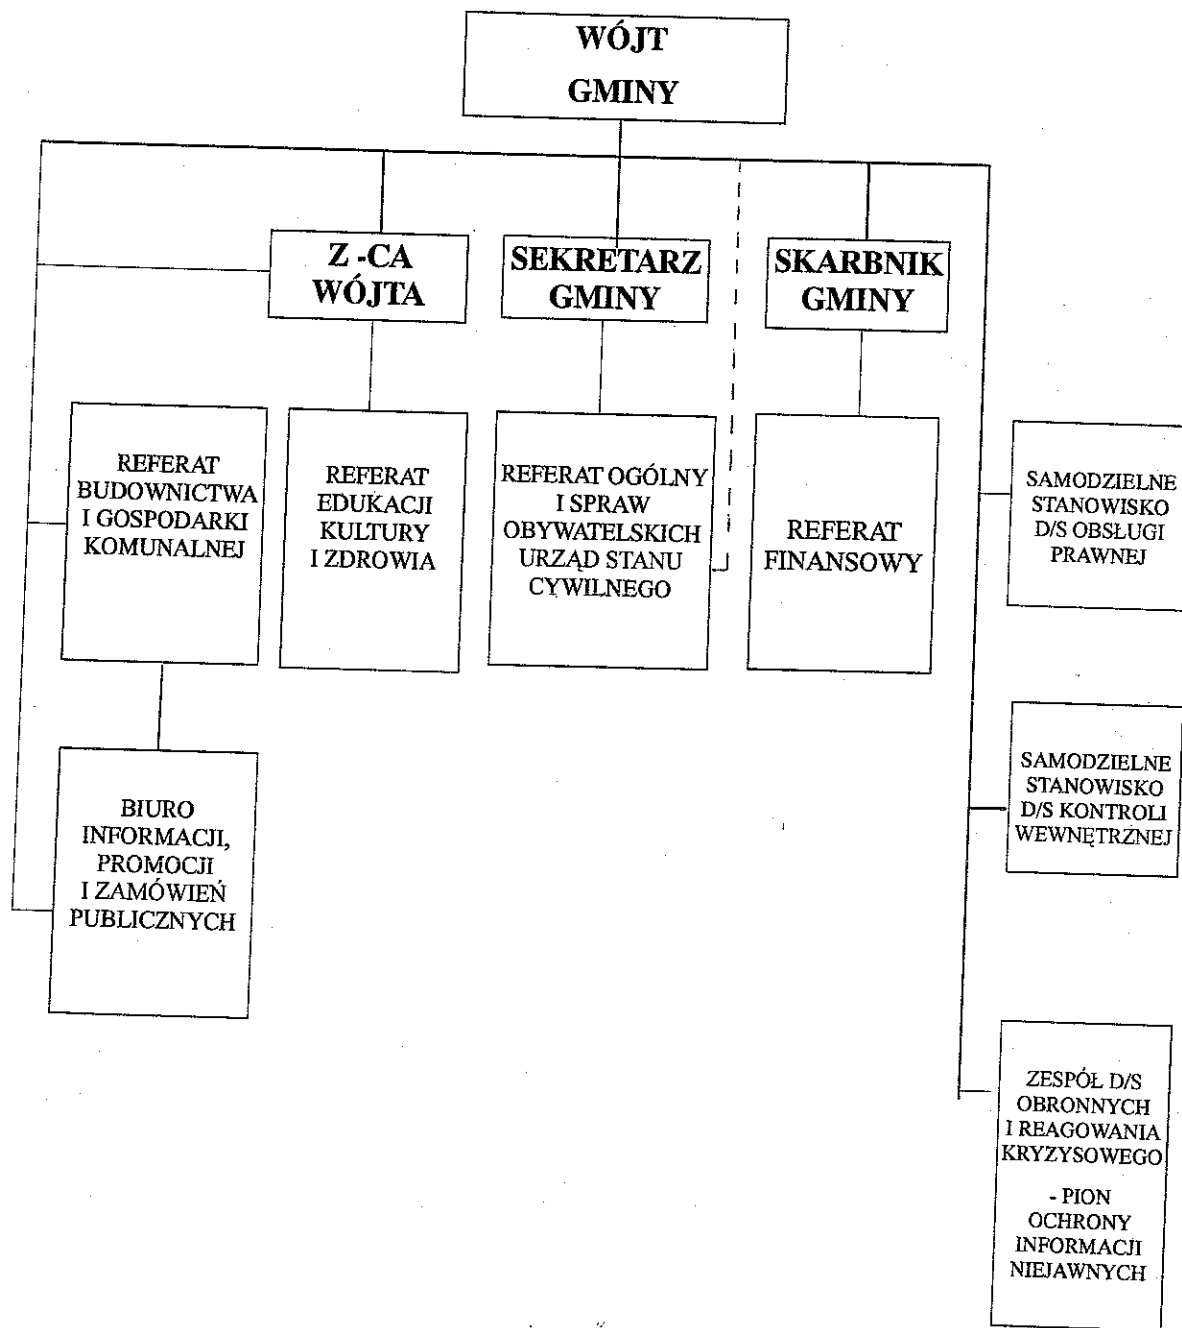 WÓJT
GMINY
Z -CA
WÓJTA
SEKRETARZ
GMINY
SKARBNIK
GMINY
REFERAT
BUDOWNICTWA
I GOSPODARKI
KOMUNALNEJ
REFERAT
EDUKACJI
KULTURY
I ZDROWIA
REFERAT OGÓLNY
I SPRAW
OBYWATELSKICH
URZĄD STANU
CYWILNEGO
REFERAT
FINANSOWY
SAMODZIELNE
STANOWISKO
D/S OBSŁUGI
PRAWNEJ
SAMODZIELNE
STANOWISKO
D/S KONTROLI
WEWNĘTRZNEJ
BIURO
INFORMACJI,
PROMOCJI
I ZAMÓWIEŃ
PUBLICZNYCH
ZESPÓŁ D/S
OBRONNYCH
I REAGOWANIA
KRYZYSOWEGO
- PION
OCHRONY
INFORMACJI
NIEJAWNYCH